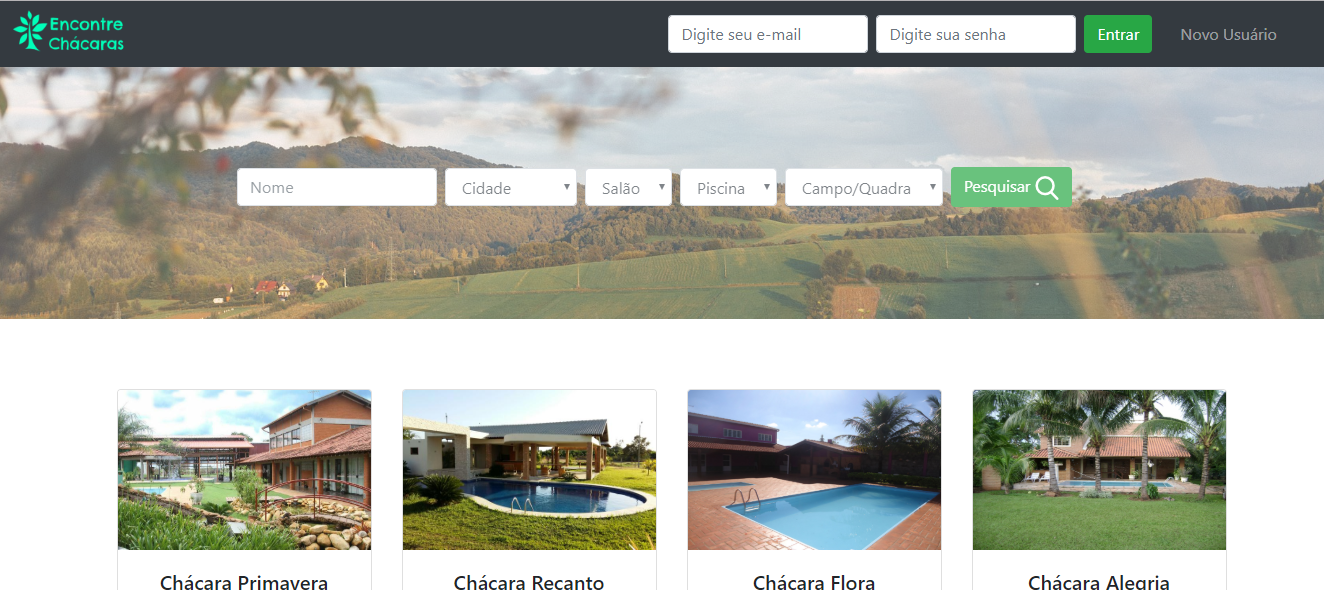 Encontre
Chácaras
Digite seu e-mail
Digite sua senha
Entrar
Novo Usuário
Nome
Cidade
Salão
Piscina
Campo/Quadra
Pesquisar
Chácara Primavera
Chácara Recanto
Chácara Flora
Chácara Alegria